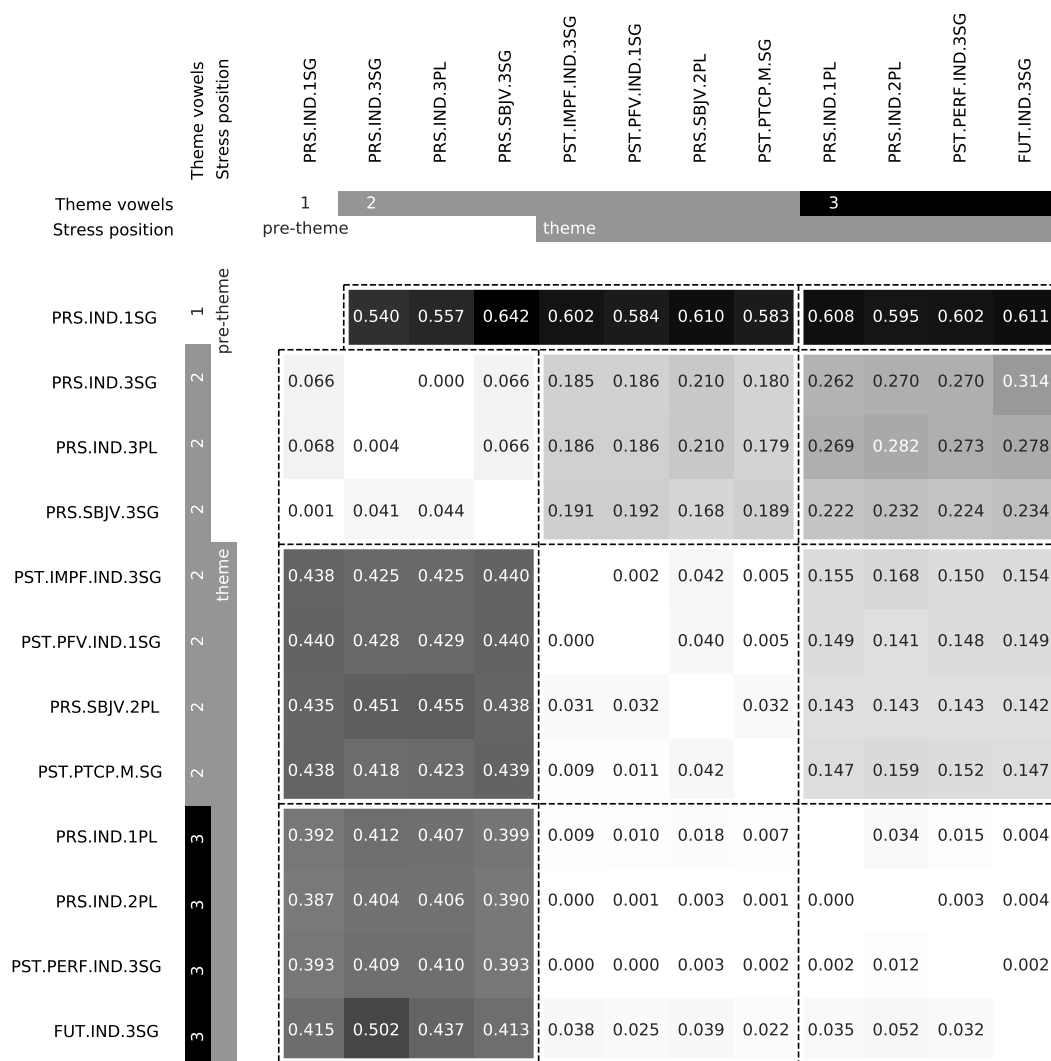 Theme vowels
Stress position
PRS.IND.1SG
PRS.IND.3SG
PRS.IND.3PL
PRS.SBJV.3SG
PST.IMPF.IND.3SG
PST.PFV.IND.1SG
PRS.SBJV.2PL
PST.PTCP.M.SG
PRS.IND.1PL
PRS.IND.2PL
PST.PERF.IND.3SG
FUT.IND.3SG
Theme vowels 1 2 3
Stress position pre-theme theme
PRS.IND.1SG 1 pre-theme 0.540 0.557 0.642 0.602 0.584 0.610 0.583 0.608 0.595 0.602 0.611
PRS.IND.3SG 2 0.066 0.000 0.066 0.185 0.186 0.210 0.180 0.262 0.270 0.270 0.314
PRS.IND.3PL 2 0.068 0.004 0.066 0.186 0.186 0.210 0.179 0.269 0.282 0.273 0.278
PRS.SBJV.3SG 2 0.001 0.041 0.044 0.191 0.192 0.168 0.189 0.222 0.232 0.224 0.234
PST.IMPF.IND.3SG 2 theme 0.438 0.425 0.425 0.440 0.002 0.042 0.005 0.155 0.168 0.150 0.154
PST.PFV.IND.1SG 2 0.440 0.428 0.429 0.440 0.000 0.040 0.005 0.149 0.141 0.148 0.149
PRS.SBJV.2PL 2 0.435 0.451 0.455 0.438 0.031 0.032 0.032 0.143 0.143 0.143 0.142
PST.PTCP.M.SG 2 0.438 0.418 0.423 0.439 0.009 0.011 0.042 0.147 0.159 0.152 0.147
PRS.IND.1PL 3 0.392 0.412 0.407 0.399 0.009 0.010 0.018 0.007 0.034 0.015 0.004
PRS.IND.2PL 3 0.387 0.404 0.406 0.390 0.000 0.001 0.003 0.001 0.000 0.003 0.004
PST.PERF.IND.3SG 3 0.393 0.409 0.410 0.393 0.000 0.000 0.003 0.002 0.002 0.012 0.002
FUT.IND.3SG 3 0.415 0.502 0.437 0.413 0.038 0.025 0.039 0.022 0.035 0.052 0.032